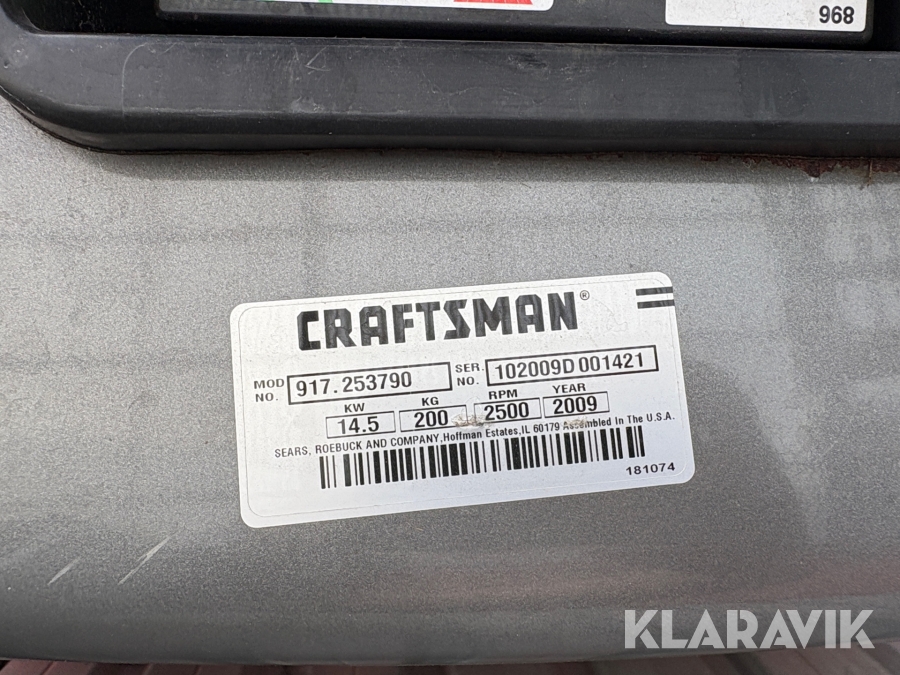 968
CRAFTSMAN®
MOD NO. 917.253790 SER. NO. 102009D 001421
KW KG RPM YEAR
14.5 200 2500 2009
SEARS, ROEBUCK AND COMPANY, Hoffman Estates, IL 60179 Assembled In The U.S.A.
181074
KLARAVIK